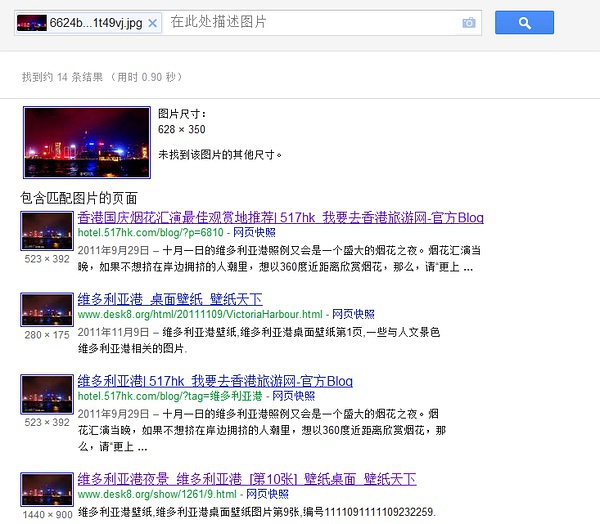 6624b...1t49vj.jpg × 在此处描述图片
找到约 14 条结果 （用时 0.90 秒）
图片尺寸：
628 × 350
未找到该图片的其他尺寸。
包含匹配图片的页面
香港国庆烟花汇演最佳观赏地推荐| 517hk_我要去香港旅游网-官方Blog
hotel.517hk.com/blog/?p=6810 - 网页快照
2011年9月29日 – 十月一日的维多利亚港照例又会是一个盛大的烟花之夜。烟花汇演当
晚，如果不想挤在岸边拥挤的人潮里，想以360度近距离欣赏烟花，那么，请“更上 ...
523 × 392
维多利亚港_桌面壁纸_壁纸天下
www.desk8.org/html/20111109/VictoriaHarbour.html - 网页快照
2011年11月9日 – 维多利亚港壁纸,维多利亚港桌面壁纸第1页,一些与人文景色
维多利亚港相关的图片.
280 × 175
维多利亚港| 517hk_我要去香港旅游网-官方Blog
hotel.517hk.com/blog/?tag=维多利亚港 - 网页快照
2011年9月29日 – 十月一日的维多利亚港照例又会是一个盛大的烟花之夜。烟
花汇演当晚，如果不想挤在岸边拥挤的人潮里，想以360度近距离欣赏烟花，那
么，请“更上 ...
523 × 392
维多利亚港夜景_维多利亚港_[第10张]_壁纸桌面_壁纸天下
www.desk8.org/show/1261/9.html - 网页快照
维多利亚港壁纸,维多利亚港桌面壁纸图片第9张,编号1111091111109232259.
1440 × 900